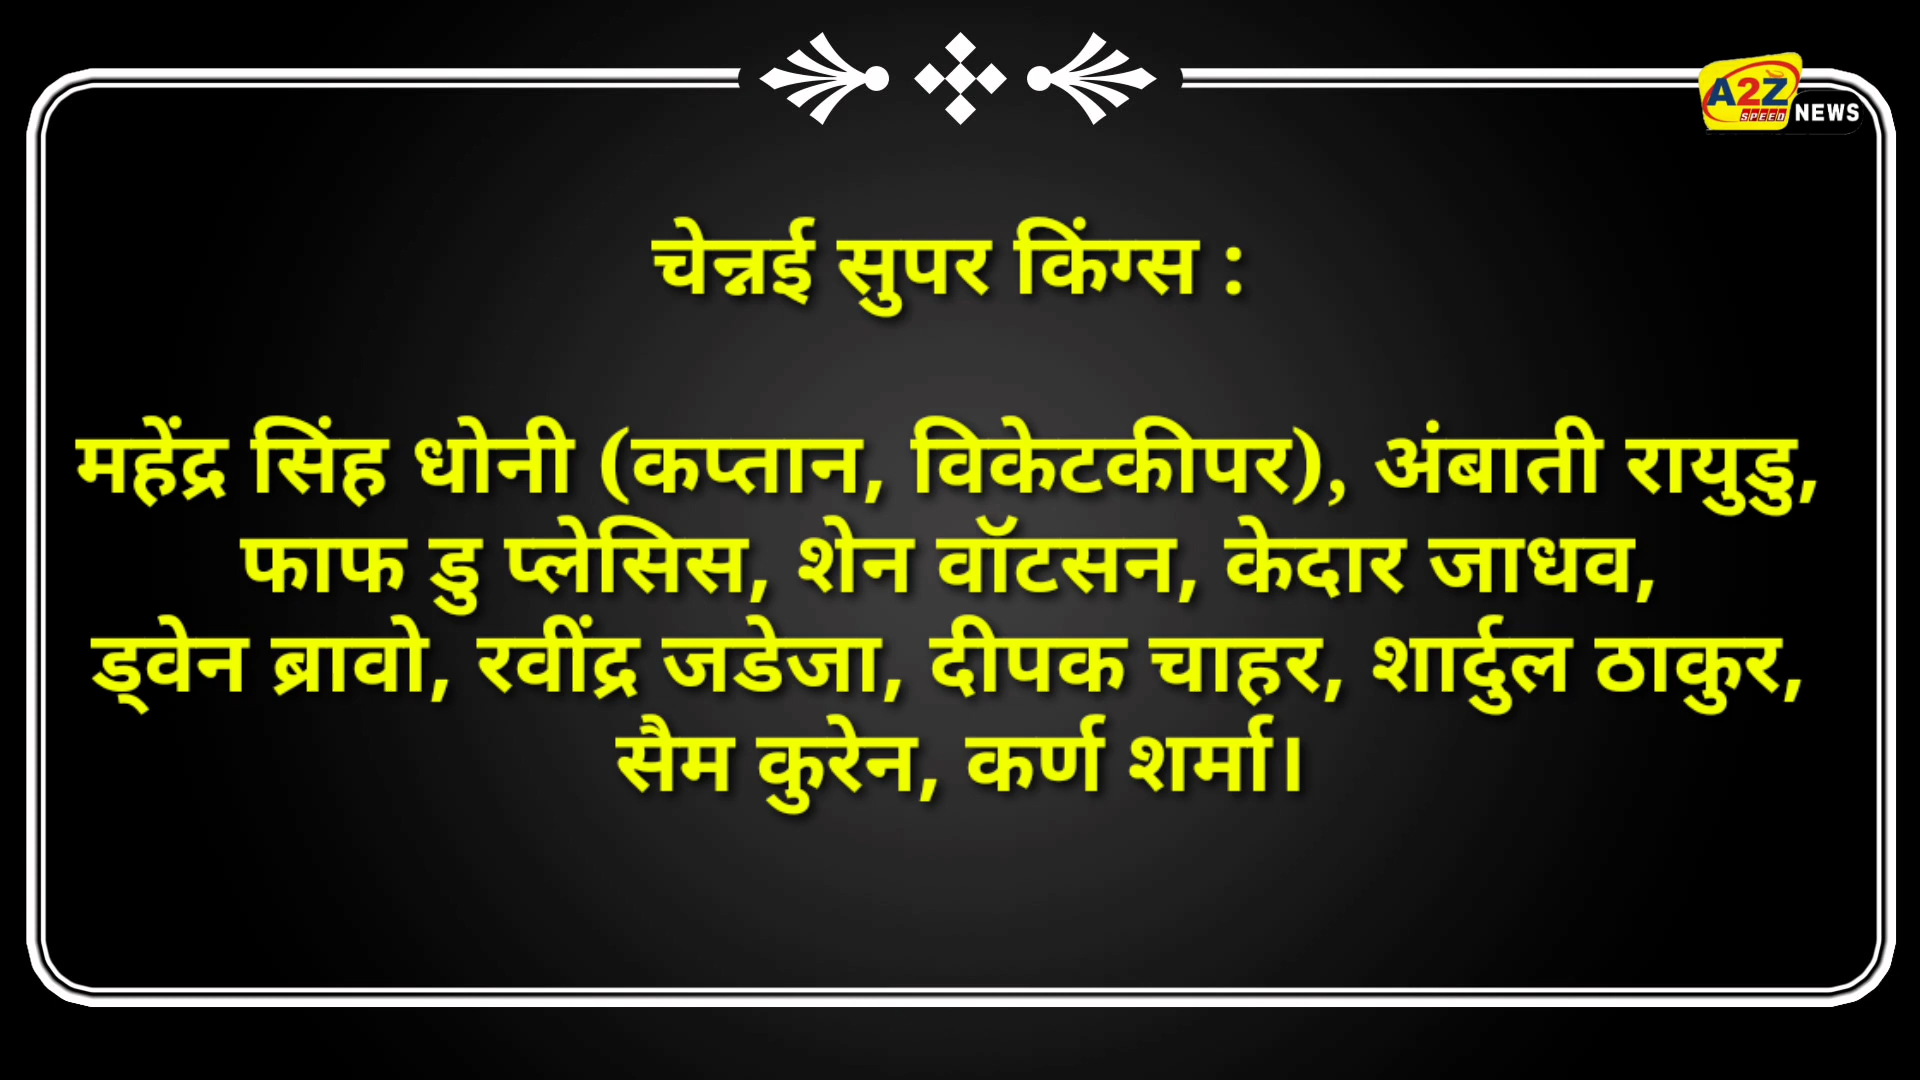 A2Z
SPEED
NEWS
चेन्नई सुपर किंग्स :
महेंद्र सिंह धोनी (कप्तान, विकेटकीपर), अंबाती रायुडु,
फाफ डु प्लेसिस, शेन वॉटसन, केदार जाधव,
ड्वेन ब्रावो, रवींद्र जडेजा, दीपक चाहर, शार्दुल ठाकुर,
सैम कुरेन, कर्ण शर्मा।